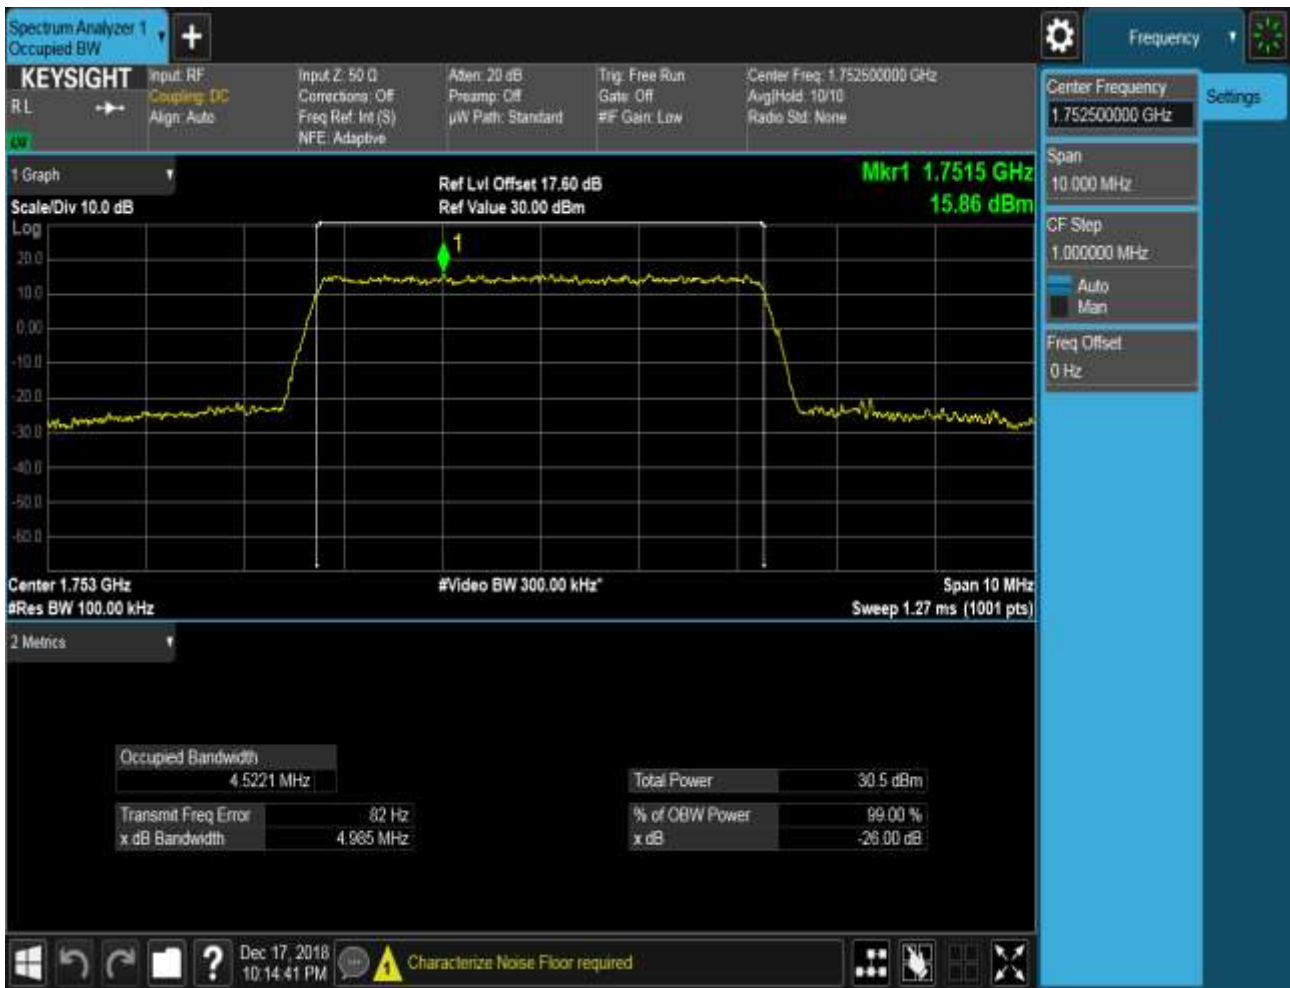 Spectrum Analyzer 1
Occupied BW
Frequency
KEYSIGHT
R L
Input: RF
Coupling: DC
Align: Auto
Input Z: 50 Ω
Corrections: Off
Freq Ref: Int (S)
NFE: Adaptive
Atten: 20 dB
Preamp: Off
µW Path: Standard
Trig: Free Run
Gate: Off
#IF Gain: Low
Center Freq: 1.752500000 GHz
Avg|Hold: 10/10
Radio Std: None
Center Frequency
1.752500000 GHz
Settings
Span
10.000 MHz
CF Step
1.000000 MHz
Auto
Man
Freq Offset
0 Hz
1 Graph
Scale/Div 10.0 dB
Log
Ref Lvl Offset 17.60 dB
Ref Value 30.00 dBm
Mkr1 1.7515 GHz
15.86 dBm
1
20.0
10.0
0.00
-10.0
-20.0
-30.0
-40.0
-50.0
-60.0
Center 1.753 GHz
#Video BW 300.00 kHz*
Span 10 MHz
#Res BW 100.00 kHz
Sweep 1.27 ms (1001 pts)
2 Metrics
Occupied Bandwidth
4.5221 MHz
Transmit Freq Error 82 Hz
x dB Bandwidth 4.985 MHz
Total Power 30.5 dBm
% of OBW Power 99.00 %
x dB -26.00 dB
?
Dec 17, 2018
10:14:41 PM
1
Characterize Noise Floor required